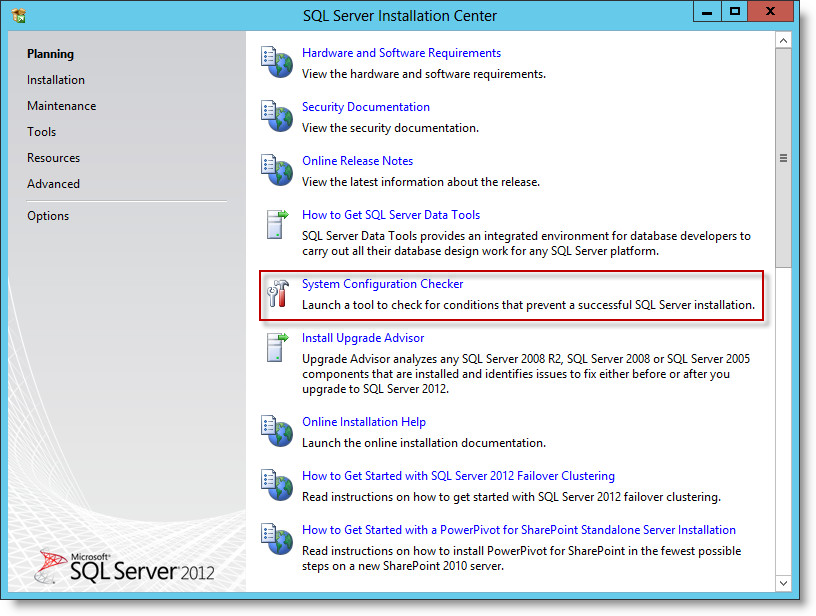 SQL Server Installation Center
Planning
Installation
Maintenance
Tools
Resources
Advanced
Options
Hardware and Software Requirements
View the hardware and software requirements.
Security Documentation
View the security documentation.
Online Release Notes
View the latest information about the release.
How to Get SQL Server Data Tools
SQL Server Data Tools provides an integrated environment for database developers to
carry out all their database design work for any SQL Server platform.
System Configuration Checker
Launch a tool to check for conditions that prevent a successful SQL Server installation.
Install Upgrade Advisor
Upgrade Advisor analyzes any SQL Server 2008 R2, SQL Server 2008 or SQL Server 2005
components that are installed and identifies issues to fix either before or after you
upgrade to SQL Server 2012.
Online Installation Help
Launch the online installation documentation.
How to Get Started with SQL Server 2012 Failover Clustering
Read instructions on how to get started with SQL Server 2012 failover clustering.
How to Get Started with a PowerPivot for SharePoint Standalone Server Installation
Read instructions on how to install PowerPivot for SharePoint in the fewest possible
steps on a new SharePoint 2010 server.
Microsoft®
SQL Server 2012